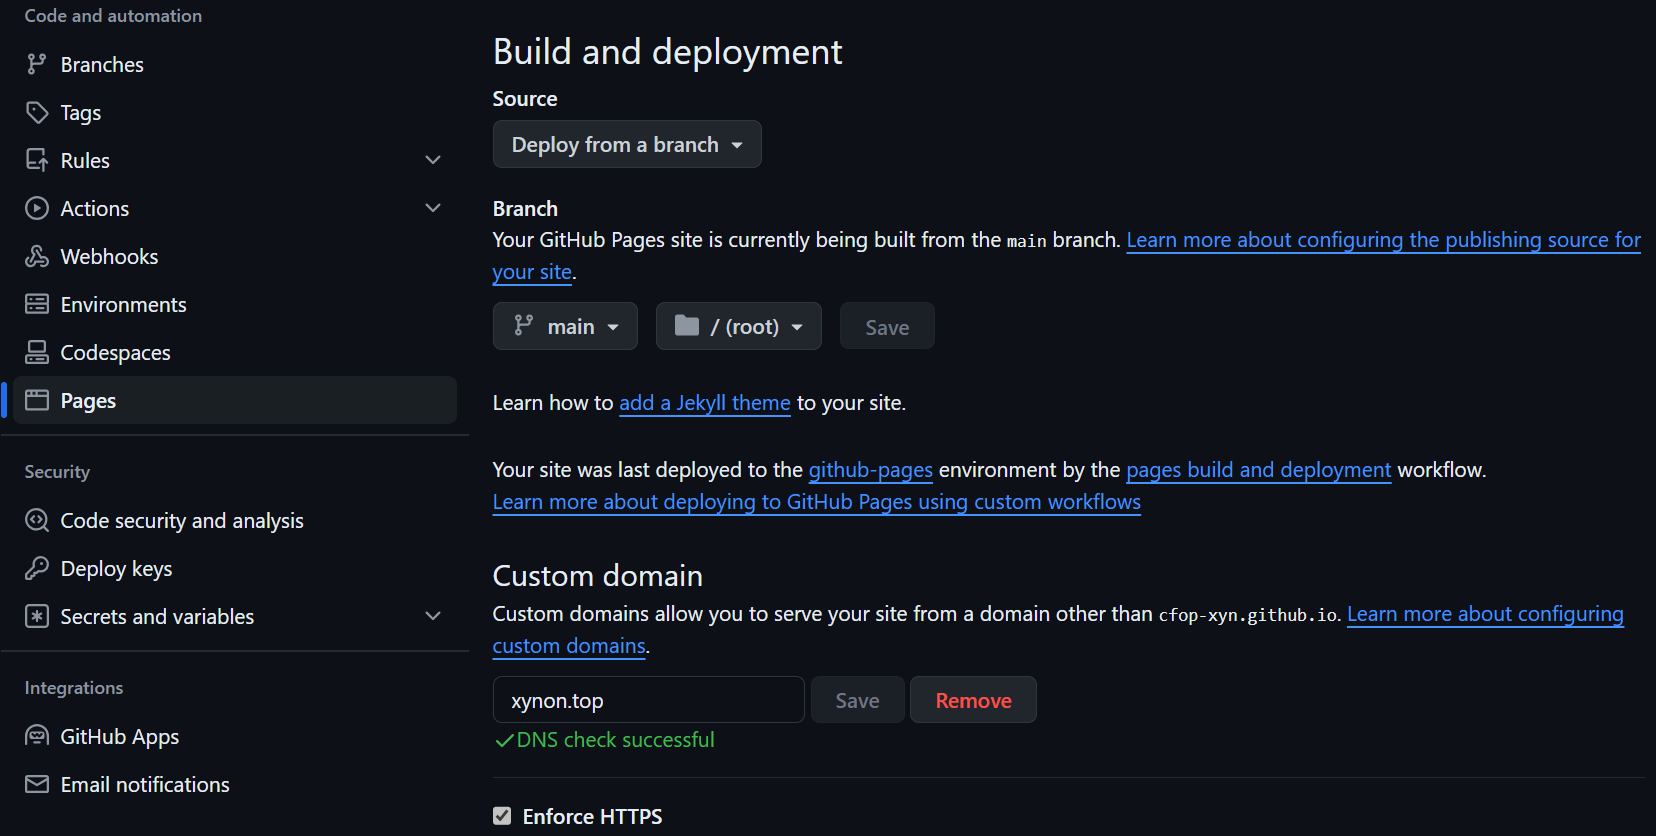 Code and automation
Branches
Tags
Rules
Actions
Webhooks
Environments
Codespaces
Pages
Security
Code security and analysis
Deploy keys
Secrets and variables
Integrations
GitHub Apps
Email notifications
Build and deployment
Source
Deploy from a branch
Branch
Your GitHub Pages site is currently being built from the main branch. Learn more about configuring the publishing source for
your site.
main
/ (root)
Save
Learn how to add a Jekyll theme to your site.
Your site was last deployed to the github-pages environment by the pages build and deployment workflow.
Learn more about deploying to GitHub Pages using custom workflows
Custom domain
Custom domains allow you to serve your site from a domain other than cfop-xyn.github.io. Learn more about configuring
custom domains.
xynon.top
Save
Remove
DNS check successful
Enforce HTTPS